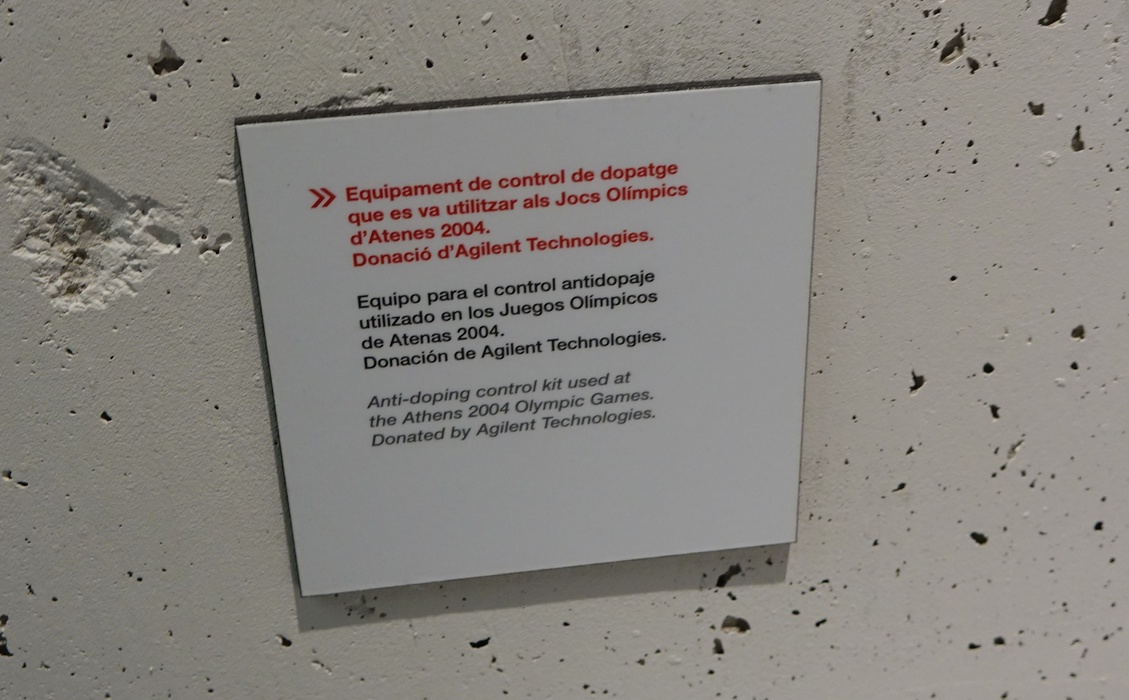 Equipament de control de dopatge
que es va utilitzar als Jocs Olímpics
d'Atenes 2004.
Donació d'Agilent Technologies.
Equipo para el control antidopaje
utilizado en los Juegos Olímpicos
de Atenas 2004.
Donación de Agilent Technologies.
Anti-doping control kit used at
the Athens 2004 Olympic Games.
Donated by Agilent Technologies.